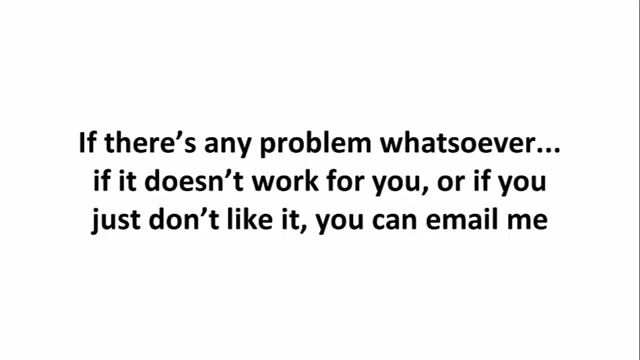 If there’s any problem whatsoever...
if it doesn’t work for you, or if you
just don’t like it, you can email me